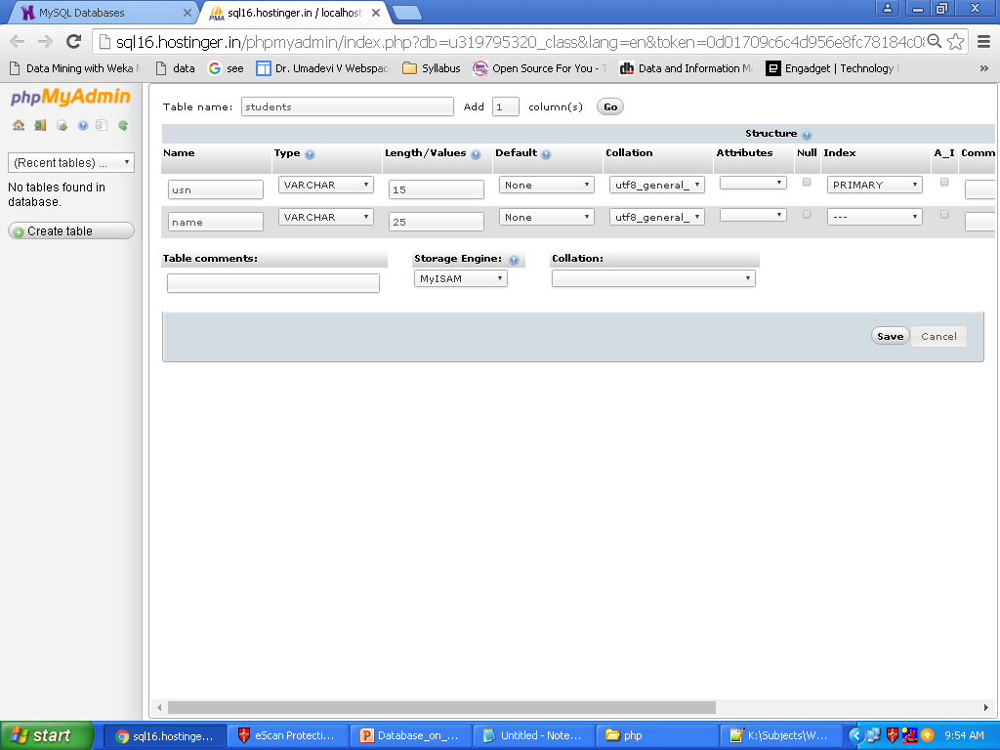 MySQL Databases
sql16.hostinger.in / localhost
sql16.hostinger.in/phpmyadmin/index.php?db=u319795320_class&lang=en&token=0d01709c6c4d956e8fc78184c0
Data Mining with Weka
data
see
Dr. Umadevi V Webspac
Syllabus
Open Source For You -
Data and Information
Engadget | Technology
»
phpMyAdmin
(Recent tables) ...
No tables found in
database.
Create table
Table name: students Add 1 column(s) Go
Structure
Name Type Length/Values Default Collation Attributes Null Index A_I Comm
usn VARCHAR 15 None utf8_general_ PRIMARY
name VARCHAR 25 None utf8_general_ ---
Table comments: Storage Engine: Collation:
MyISAM
Save Cancel
start sql16.hostinge... eScan Protecti... Database_on_... Untitled - Note... php K:\Subjects\W... 9:54 AM